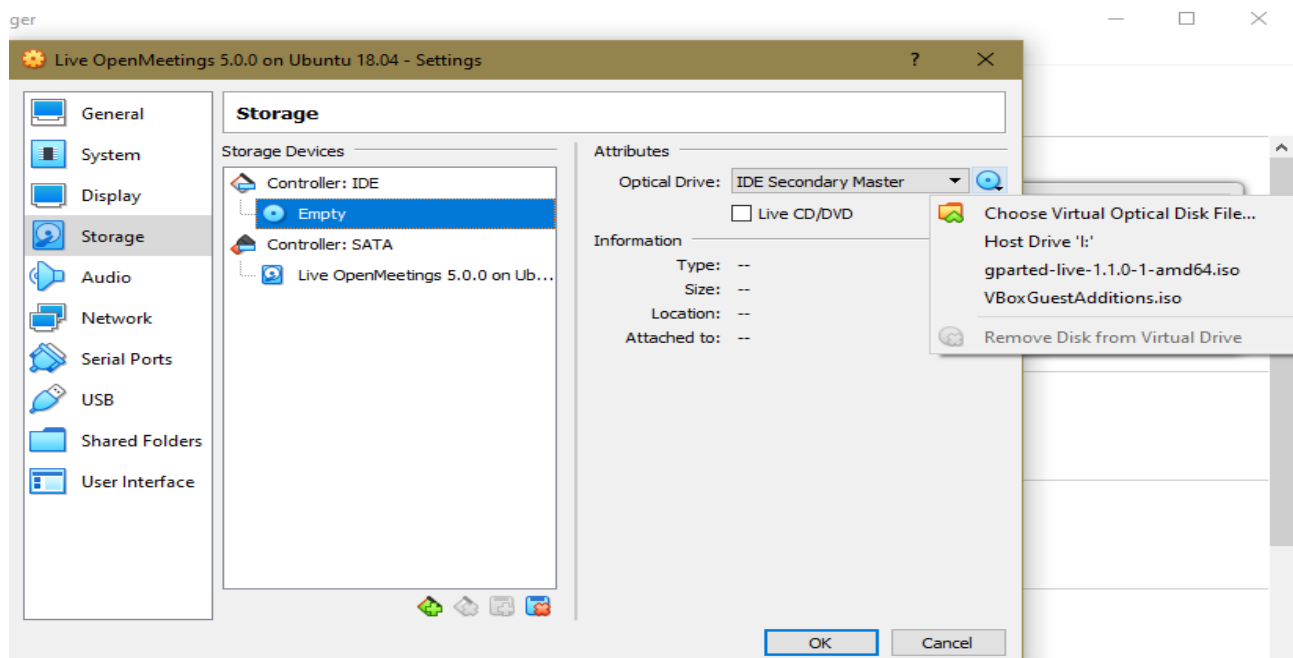 ger
Live OpenMeetings 5.0.0 on Ubuntu 18.04 - Settings
?
General
System
Display
Storage
Audio
Network
Serial Ports
USB
Shared Folders
User Interface
Storage
Storage Devices
Controller: IDE
Empty
Controller: SATA
Live OpenMeetings 5.0.0 on Ub...
Attributes
Optical Drive: IDE Secondary Master
Live CD/DVD
Information
Type: --
Size: --
Location: --
Attached to: --
Choose Virtual Optical Disk File...
Host Drive 'I:'
gparted-live-1.1.0-1-amd64.iso
VBoxGuestAdditions.iso
Remove Disk from Virtual Drive
OK Cancel